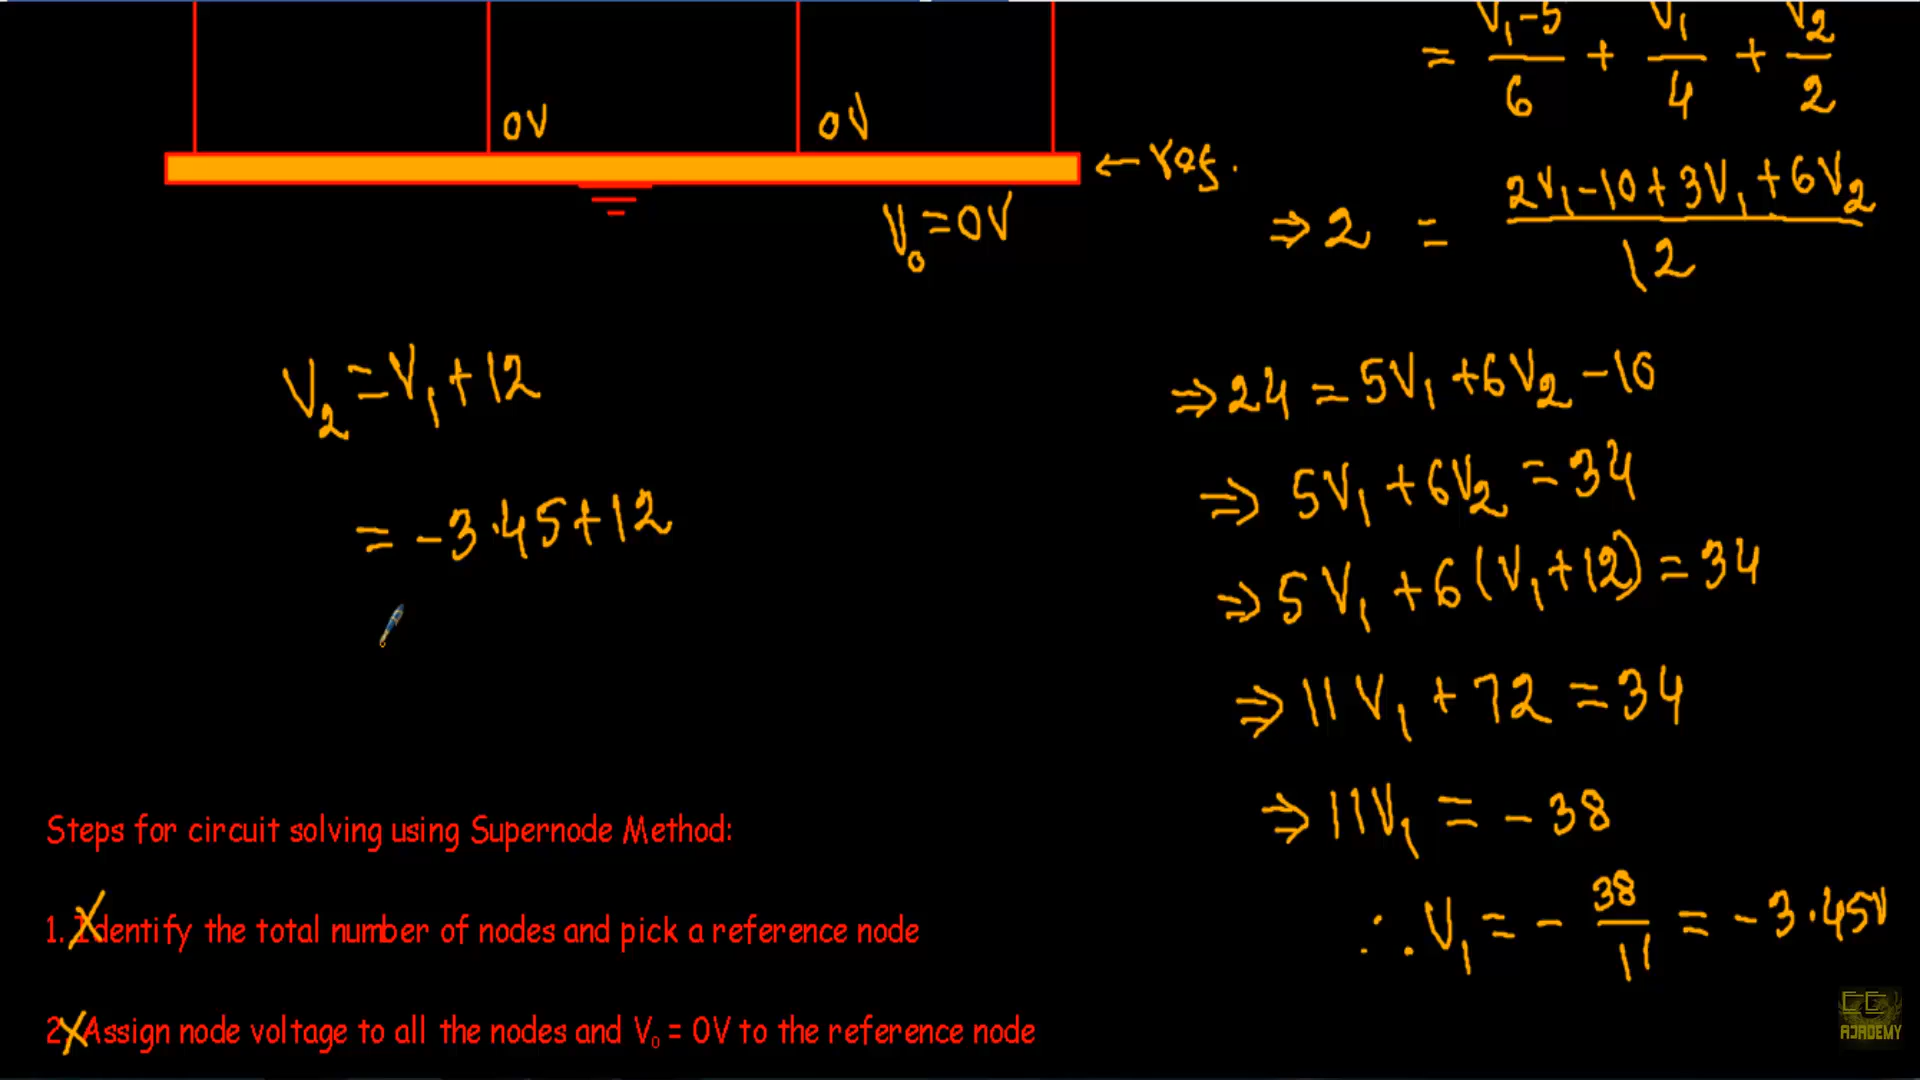 0V
0V
← ref.
V₀ = 0V
V₂ = V₁ + 12
= -3.45 + 12
Steps for circuit solving using Supernode Method:
1. Identify the total number of nodes and pick a reference node
2. Assign node voltage to all the nodes and V₀ = 0V to the reference node
= (V₁ - 5)/6 + V₁/4 + V₂/2
⇒ 2 = (2V₁ - 10 + 3V₁ + 6V₂)/12
⇒ 24 = 5V₁ + 6V₂ - 10
⇒ 5V₁ + 6V₂ = 34
⇒ 5V₁ + 6(V₁ + 12) = 34
⇒ 11V₁ + 72 = 34
⇒ 11V₁ = - 38
∴ V₁ = - 38/11 = - 3.45V
EE
ACADEMY